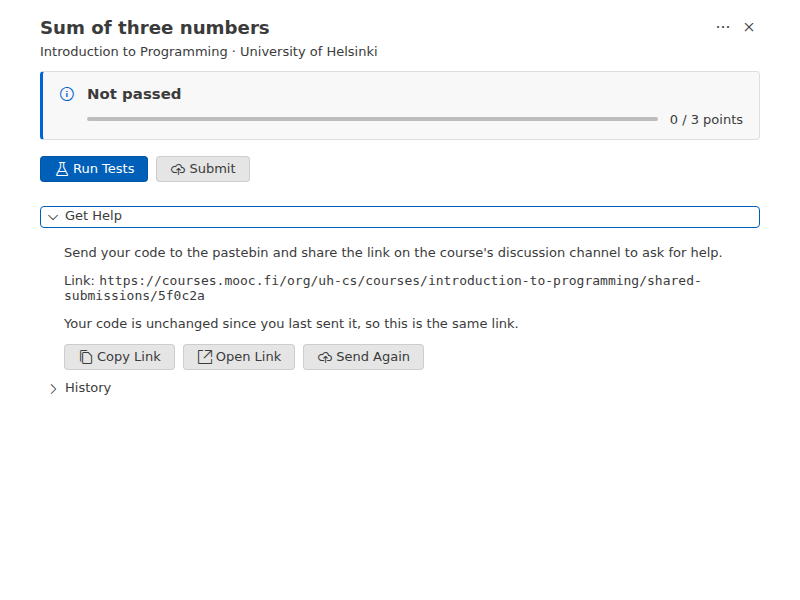 Sum of three numbers
Introduction to Programming · University of Helsinki
Not passed
0 / 3 points
Run Tests
Submit
Get Help
Send your code to the pastebin and share the link on the course's discussion channel to ask for help.
Link: https://courses.mooc.fi/org/uh-cs/courses/introduction-to-programming/shared-
submissions/5f0c2a
Your code is unchanged since you last sent it, so this is the same link.
Copy Link
Open Link
Send Again
History